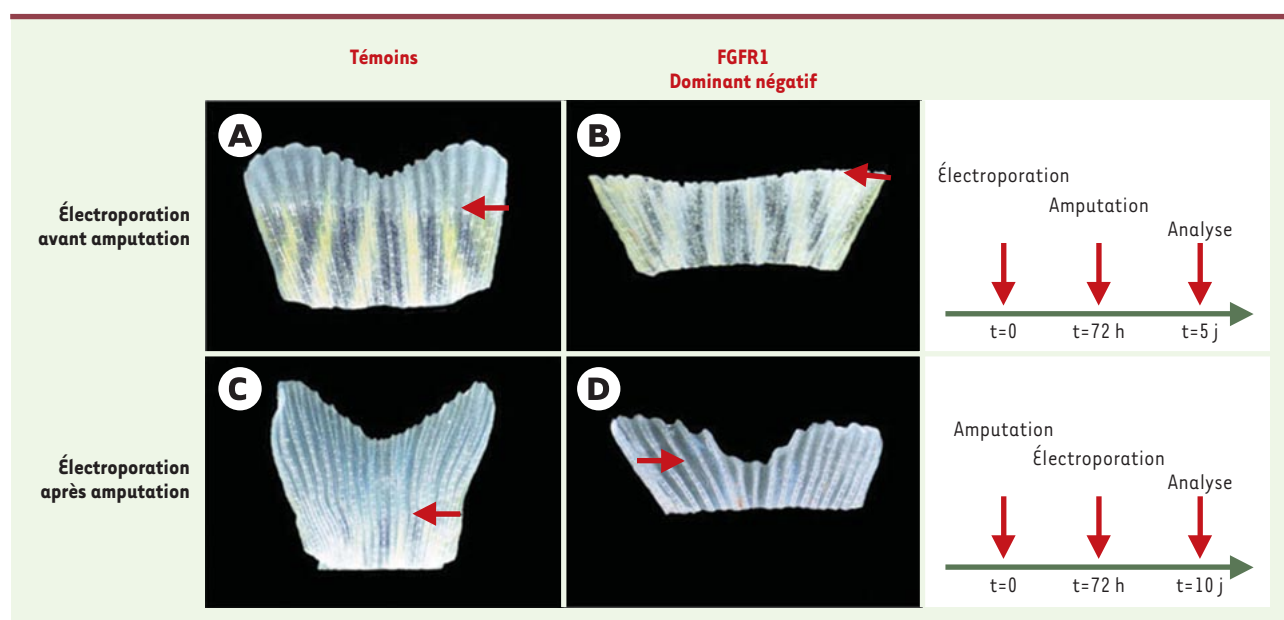 Témoins
FGFR1
Dominant négatif
Électroporation
avant amputation
A
B
Électroporation
Amputation
Analyse
t=0
t=72 h
t=5 j
Électroporation
après amputation
C
D
Amputation
Électroporation
Analyse
t=0
t=72 h
t=10 j